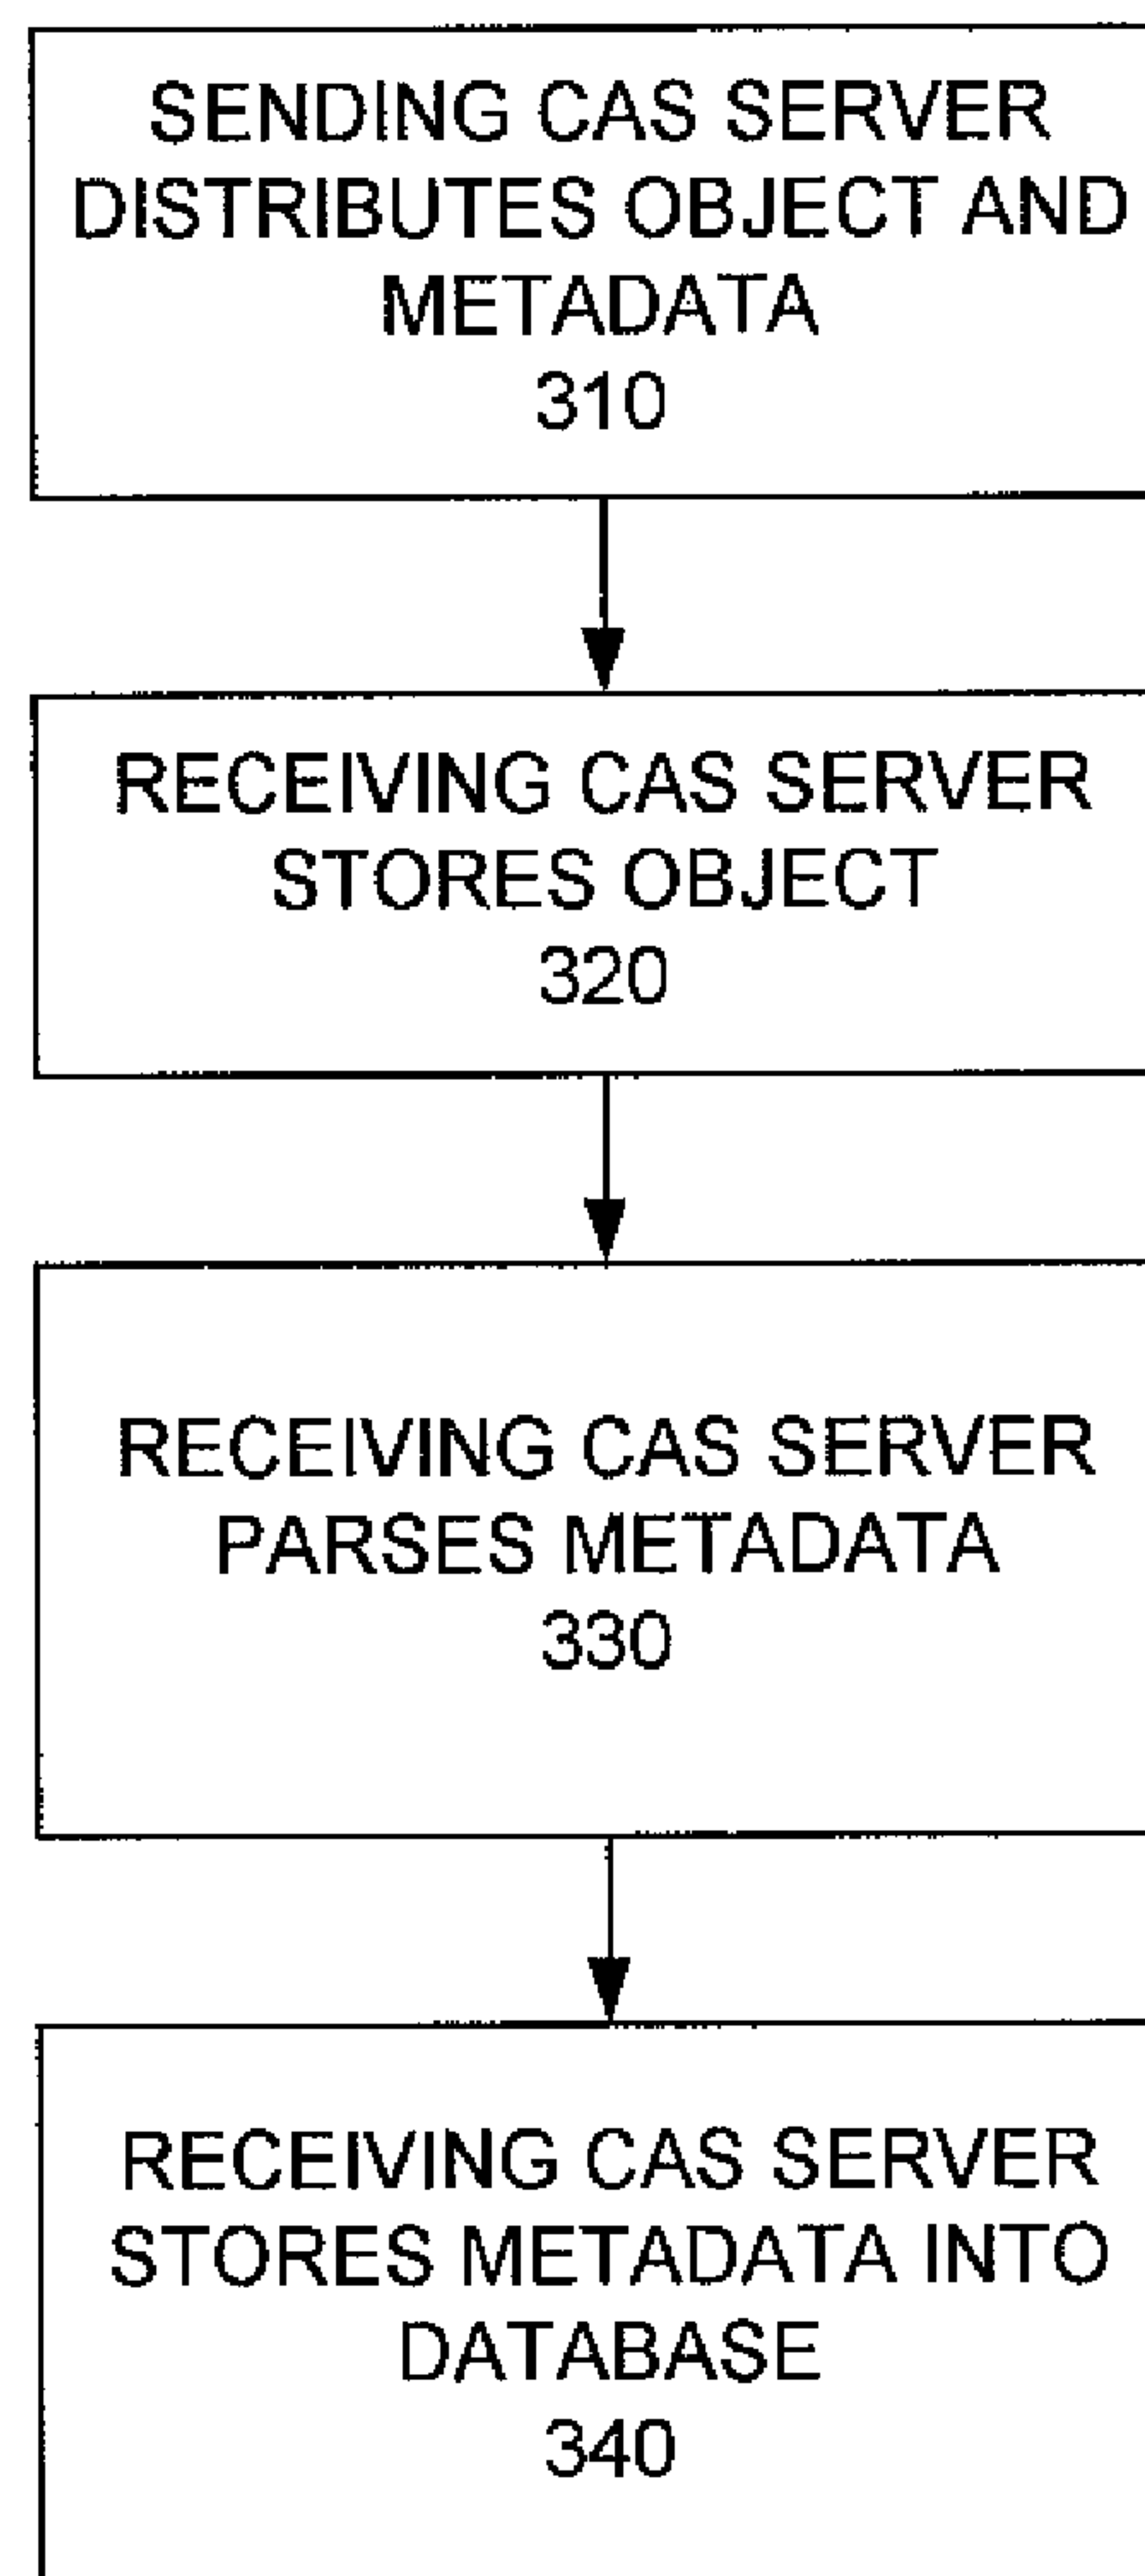 SENDING CAS SERVER
DISTRIBUTES OBJECT AND
METADATA
310
RECEIVING CAS SERVER
STORES OBJECT
320
RECEIVING CAS SERVER
PARSES METADATA
330
RECEIVING CAS SERVER
STORES METADATA INTO
DATABASE
340